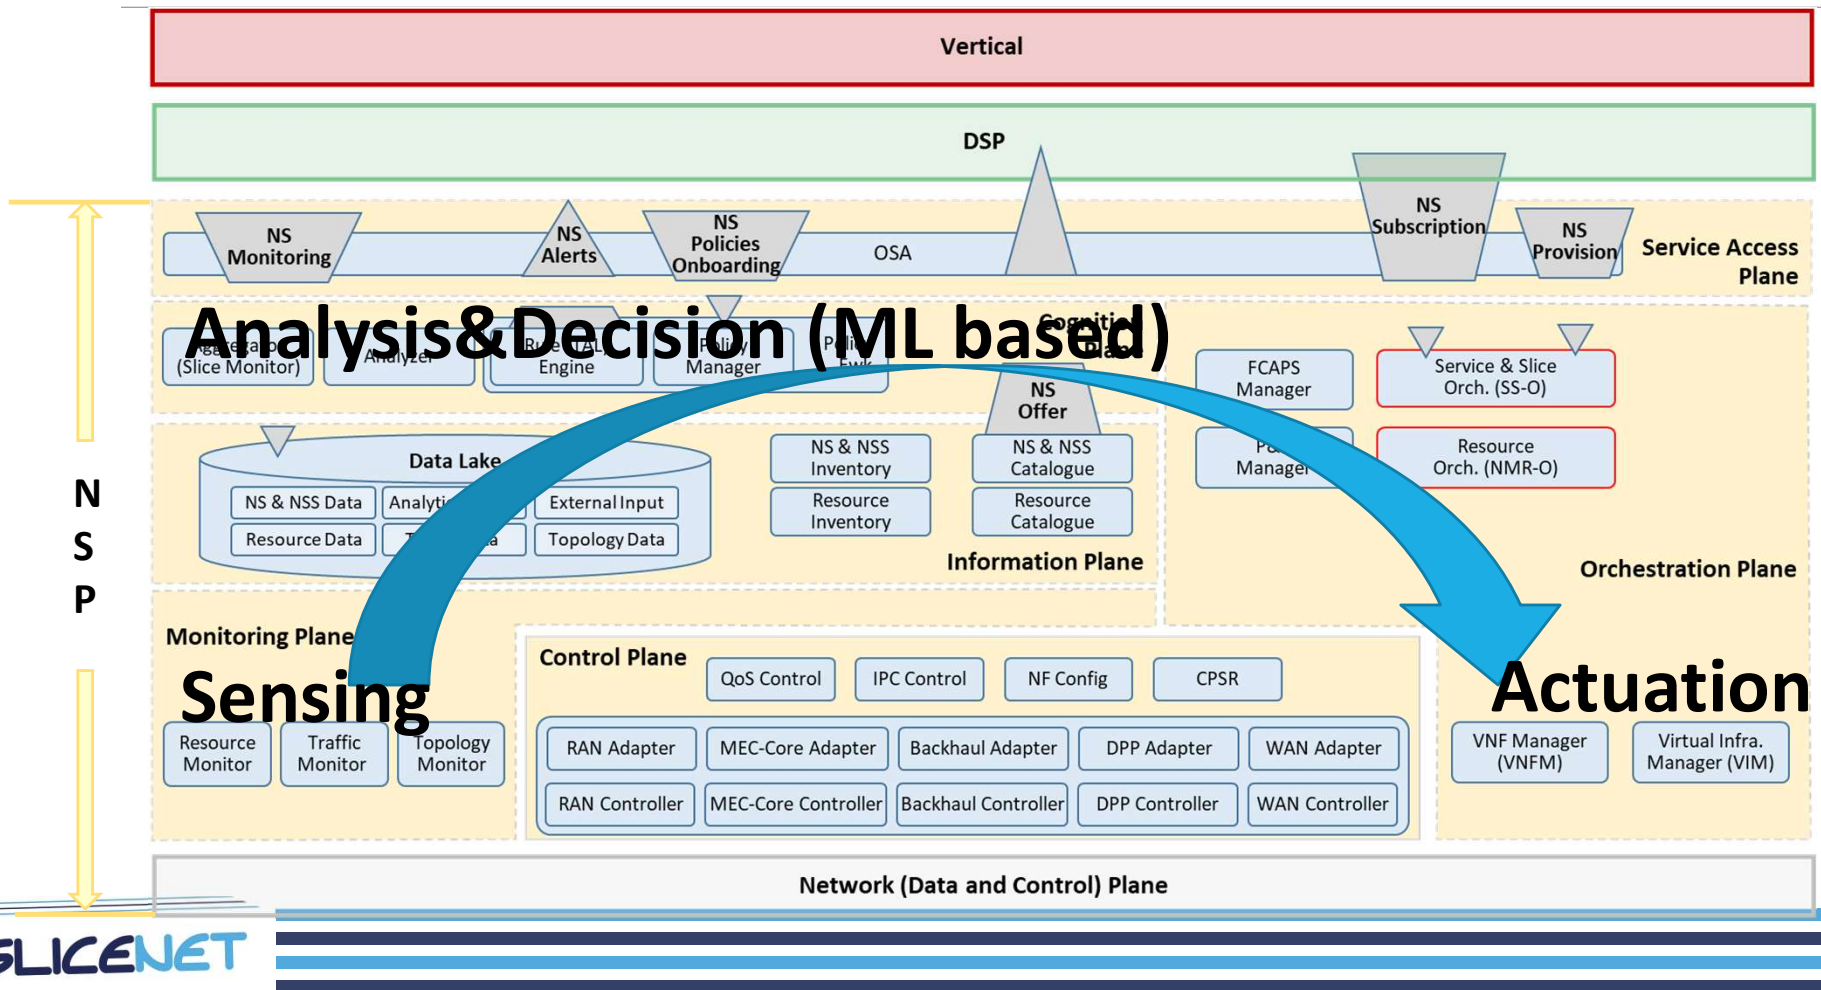 Vertical
DSP
NS
Monitoring
NS
Alerts
NS
Policies
Onboarding
OSA
NS
Subscription
NS
Provision
Service Access
Plane
Analysis&Decision (ML based)
Cognition
Plane
(Slice Monitor)
Analyzer
Engine
Policy
Manager
NS
Offer
FCAPS
Manager
Service & Slice
Orch. (SS-O)
Manager
Resource
Orch. (NMR-O)
Orchestration Plane
Data Lake
NS & NSS Data
External Input
Resource Data
Topology Data
NS & NSS
Inventory
NS & NSS
Catalogue
Resource
Inventory
Resource
Catalogue
Information Plane
N
S
P
Monitoring Plane
Sensing
Resource
Monitor
Traffic
Monitor
Topology
Monitor
Control Plane
QoS Control
IPC Control
NF Config
CPSR
RAN Adapter
MEC-Core Adapter
Backhaul Adapter
DPP Adapter
WAN Adapter
RAN Controller
MEC-Core Controller
Backhaul Controller
DPP Controller
WAN Controller
Actuation
VNF Manager
(VNFM)
Virtual Infra.
Manager (VIM)
Network (Data and Control) Plane
SLICENET